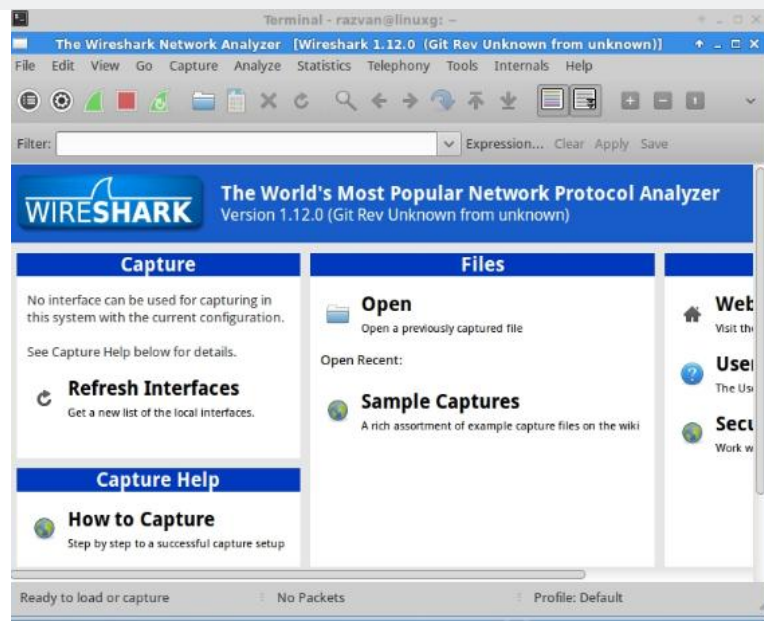 Terminal - razvan@linuxg: ~
The Wireshark Network Analyzer [Wireshark 1.12.0 (Git Rev Unknown from unknown)]
File Edit View Go Capture Analyze Statistics Telephony Tools Internals Help
Filter:
Expression... Clear Apply Save
WIRESHARK
The World's Most Popular Network Protocol Analyzer
Version 1.12.0 (Git Rev Unknown from unknown)
Capture
No interface can be used for capturing in
this system with the current configuration.
See Capture Help below for details.
Refresh Interfaces
Get a new list of the local interfaces.
Capture Help
How to Capture
Step by step to a successful capture setup
Files
Open
Open a previously captured file
Open Recent:
Sample Captures
A rich assortment of example capture files on the wiki
Web
Visit
The
Work
Ready to load or capture No Packets Profile: Default